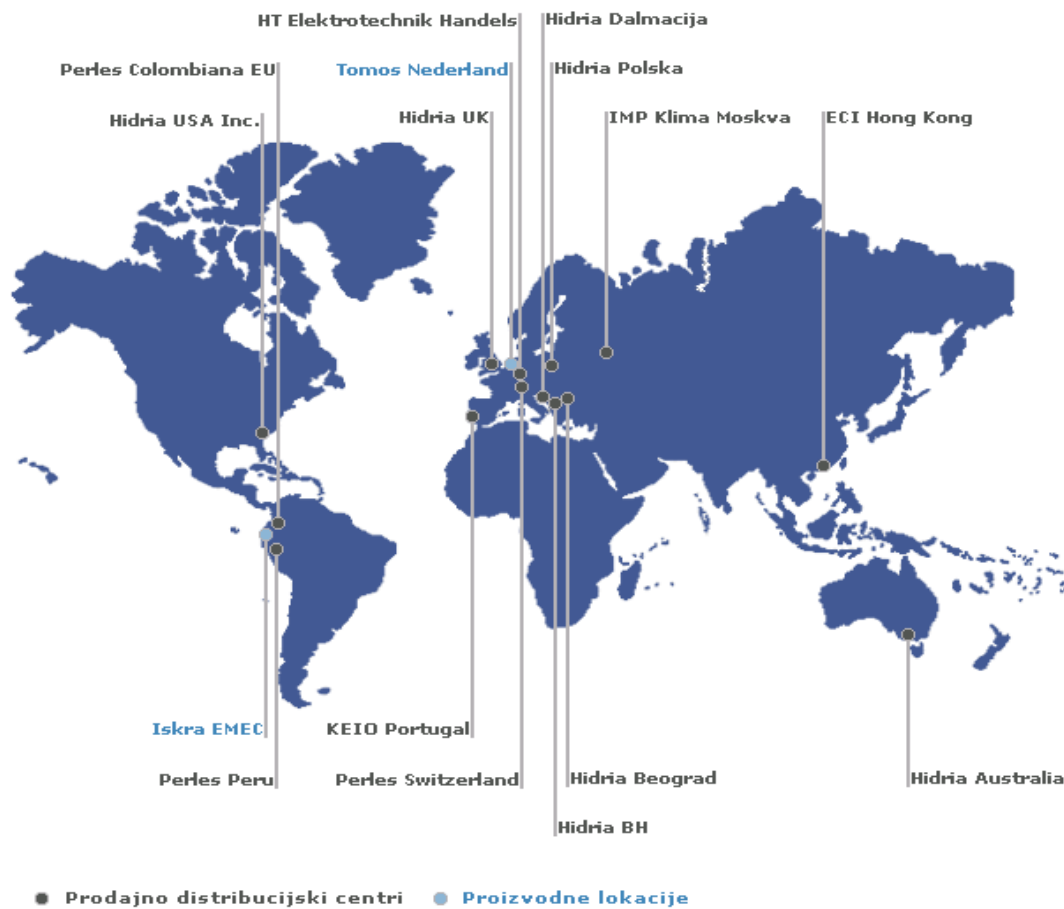 HT Elektrotechnik Handels
Hidria Dalmacija
Perles Colombiana EU
Tomos Nederland
Hidria Polska
Hidria USA Inc.
Hidria UK
IMP Klima Moskva
ECI Hong Kong
Iskra EMEC
KEIO Portugal
Perles Peru
Perles Switzerland
Hidria Beograd
Hidria Australia
Hidria BH
Prodajno distribucijski centri
Proizvodne lokacije